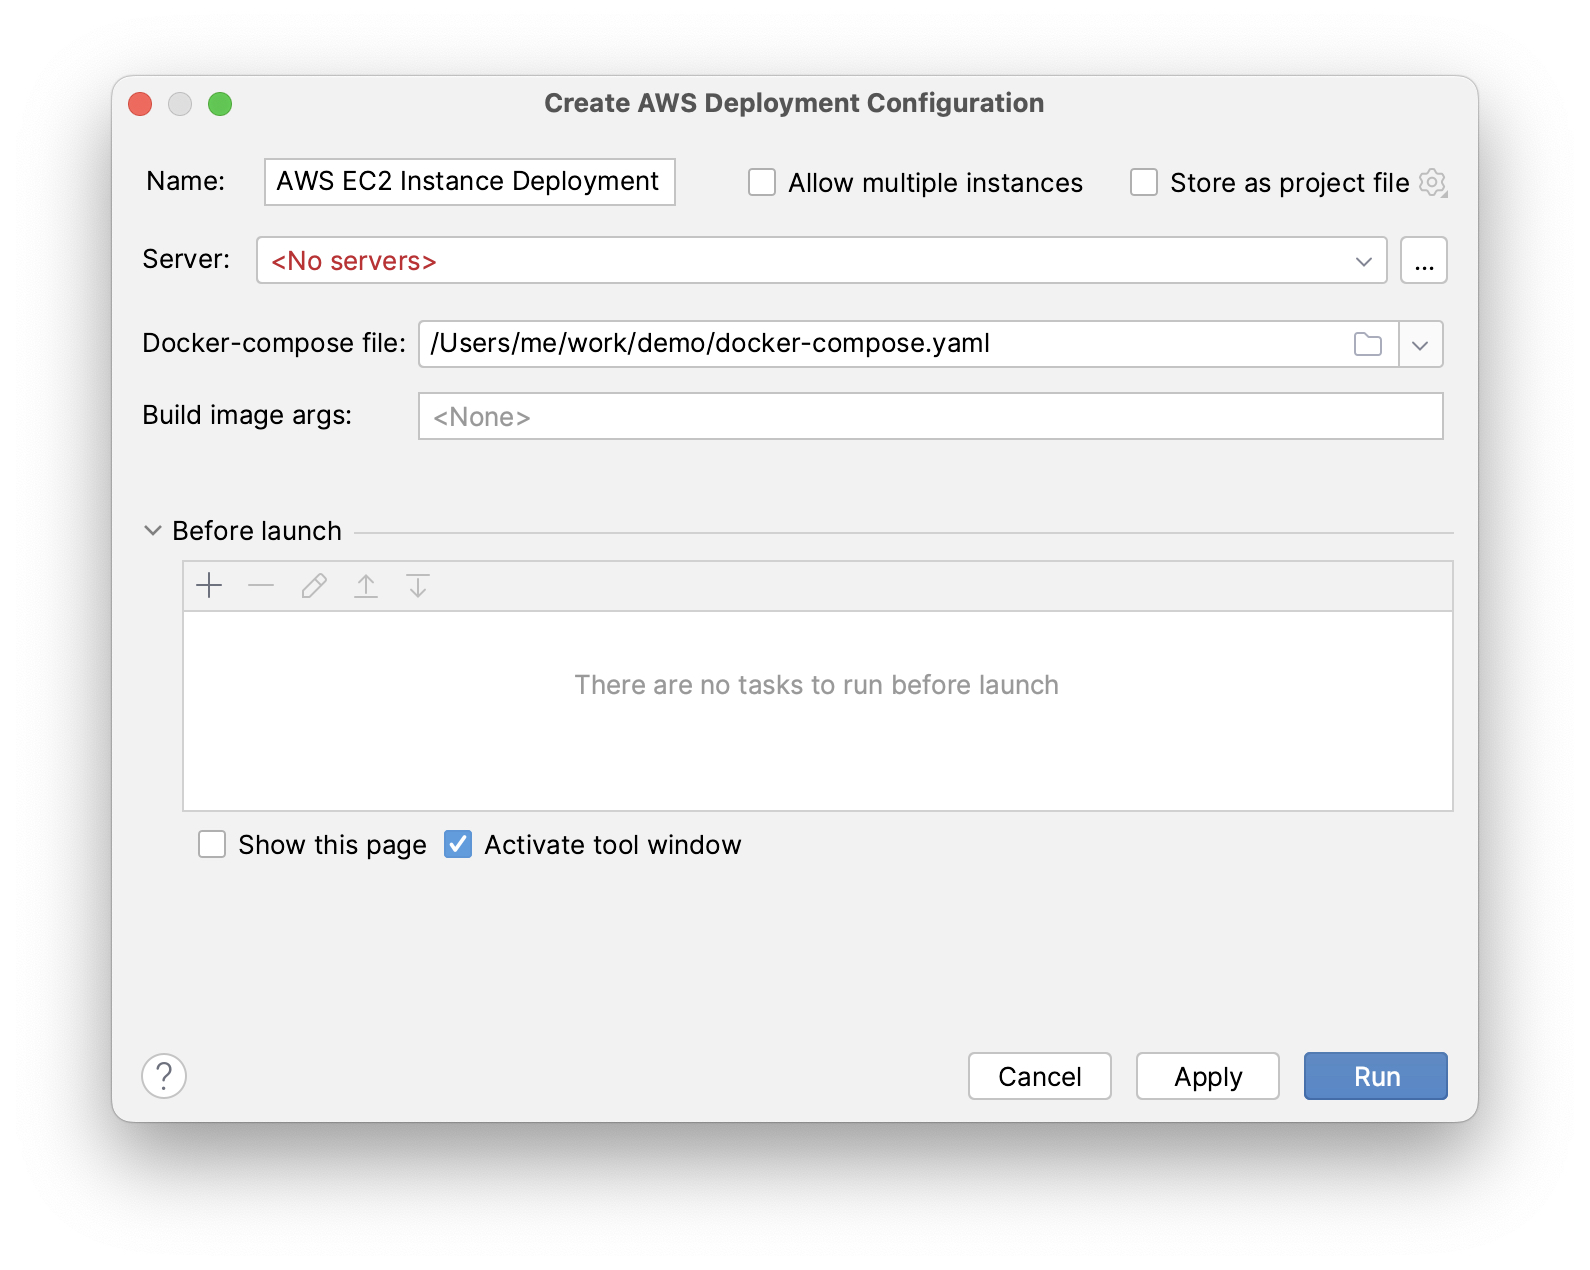 Create AWS Deployment Configuration
Name: AWS EC2 Instance Deployment Allow multiple instances Store as project file
Server: <No servers> ...
Docker-compose file: /Users/me/work/demo/docker-compose.yaml
Build image args: <None>
Before launch
There are no tasks to run before launch
Show this page Activate tool window
? Cancel Apply Run